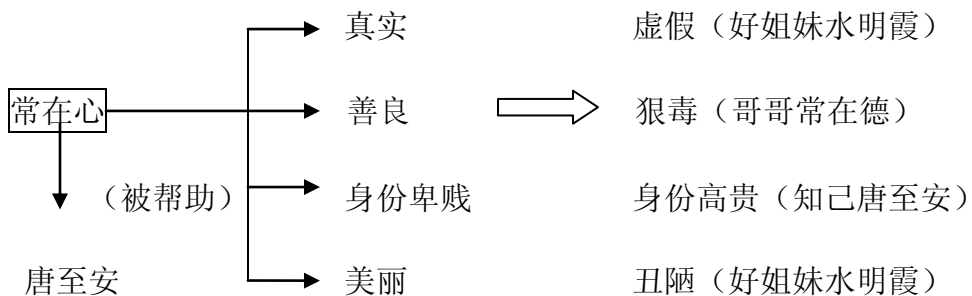 真实 虚假（好姐妹水明霞）
常在心 善良 狠毒（哥哥常在德）
（被帮助） 身份卑贱 身份高贵（知己唐至安）
唐至安 美丽 丑陋（好姐妹水明霞）